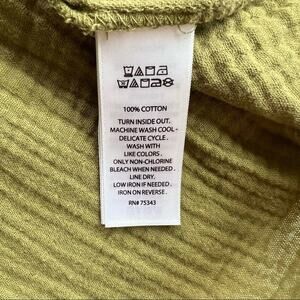 100% COTTON
TURN INSIDE OUT.
MACHINE WASH COOL -
DELICATE CYCLE.
WASH WITH
LIKE COLORS.
ONLY NON-CHLORINE
BLEACH WHEN NEEDED.
LINE DRY.
LOW IRON IF NEEDED.
IRON ON REVERSE.
RN# 75343